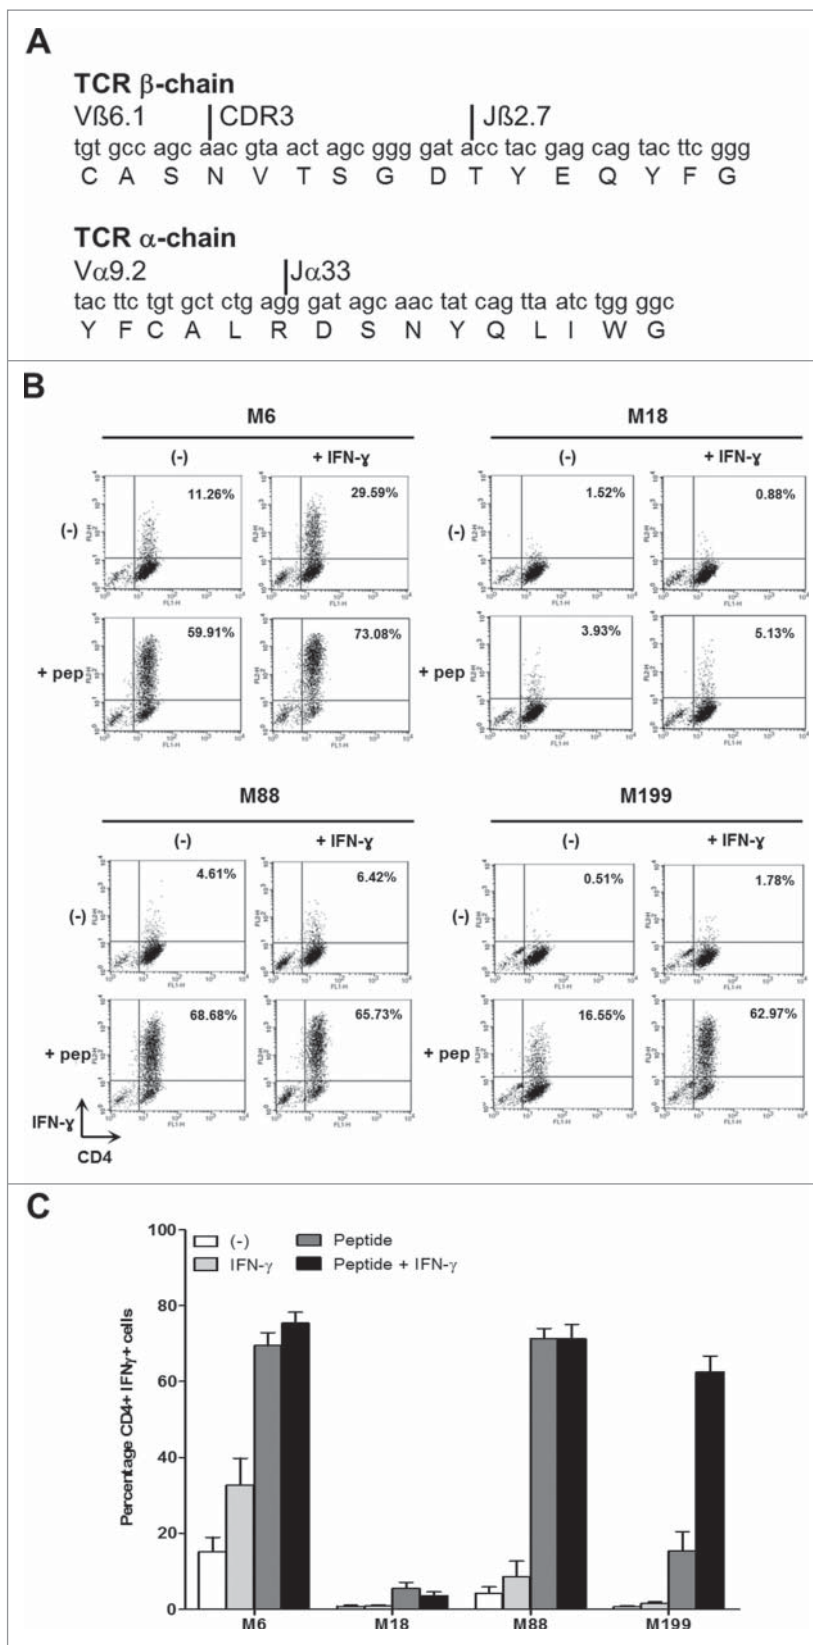 A
TCR β-chain
Vß6.1 CDR3 Jß2.7
tgt gcc agc aac gta act agc ggg gat acc tac gag cag tac ttc ggg
C A S N V T S G D T Y E Q Y F G
TCR α-chain
Vα9.2 Jα33
tac ttc tgt gct ctg agg gat agc aac tat cag tta atc tgg ggc
Y F C A L R D S N Y Q L I W G
B
M6 M18
(-) + IFN-ɣ (-) + IFN-ɣ
(-) 11.26% 29.59% (-) 1.52% 0.88%
+ pep 59.91% 73.08% + pep 3.93% 5.13%
M88 M199
(-) + IFN-ɣ (-) + IFN-ɣ
(-) 4.61% 6.42% (-) 0.51% 1.78%
+ pep 68.68% 65.73% + pep 16.55% 62.97%
IFN-ɣ
CD4
C
Percentage CD4+ IFNγ+ cells
100
80
60
40
20
0
(-) Peptide
IFN-γ Peptide + IFN-γ
M6 M18 M88 M199